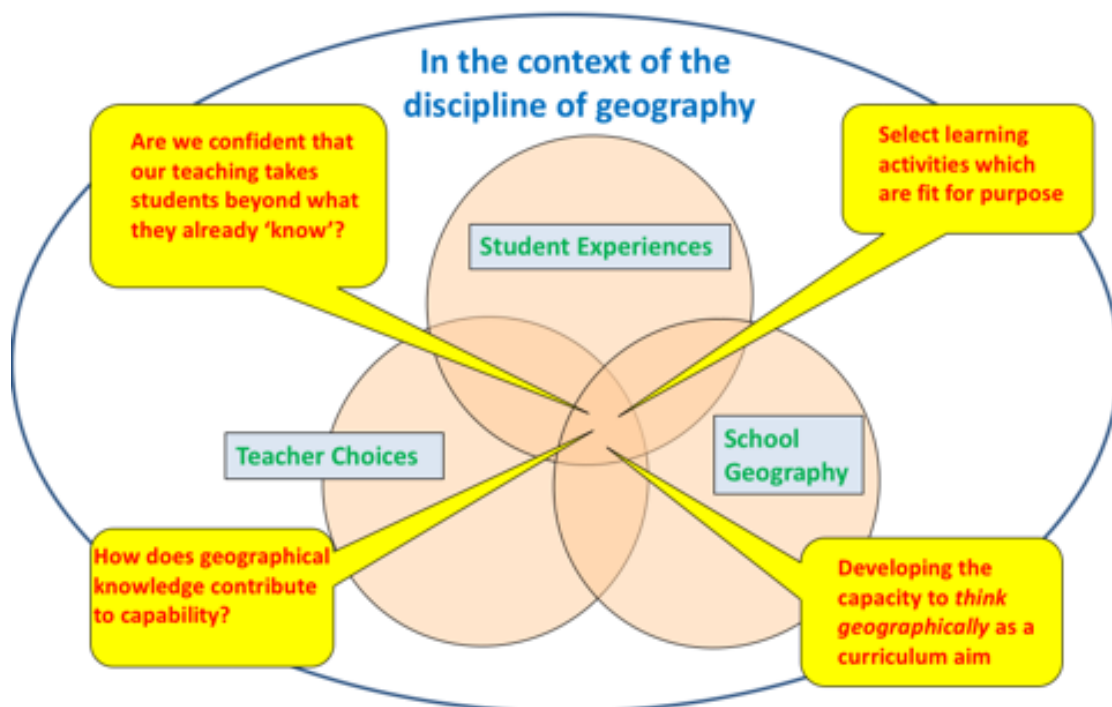 In the context of the
discipline of geography
Are we confident that
our teaching takes
students beyond what
they already ‘know’?
Select learning
activities which
are fit for purpose
Student Experiences
Teacher Choices
School
Geography
How does geographical
knowledge contribute
to capability?
Developing the
capacity to think
geographically as a
curriculum aim